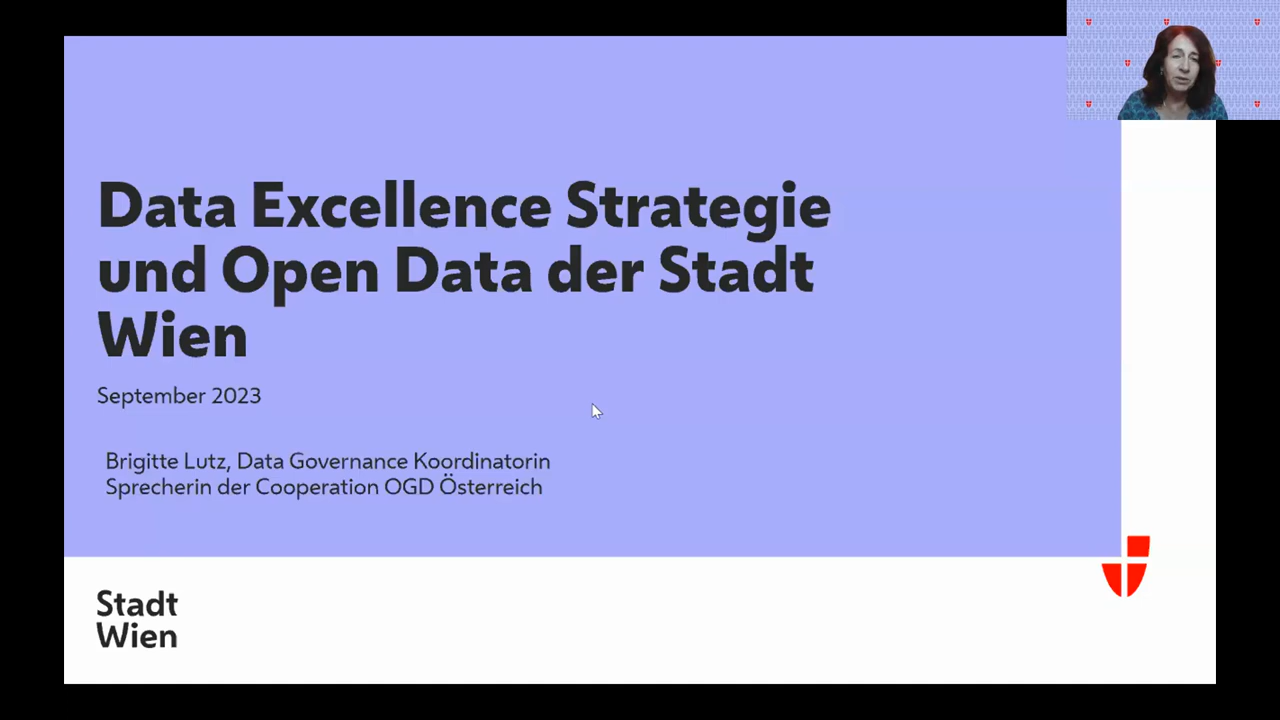 Data Excellence Strategie
und Open Data der Stadt
Wien
September 2023
Brigitte Lutz, Data Governance Koordinatorin
Sprecherin der Cooperation OGD Österreich
Stadt
Wien